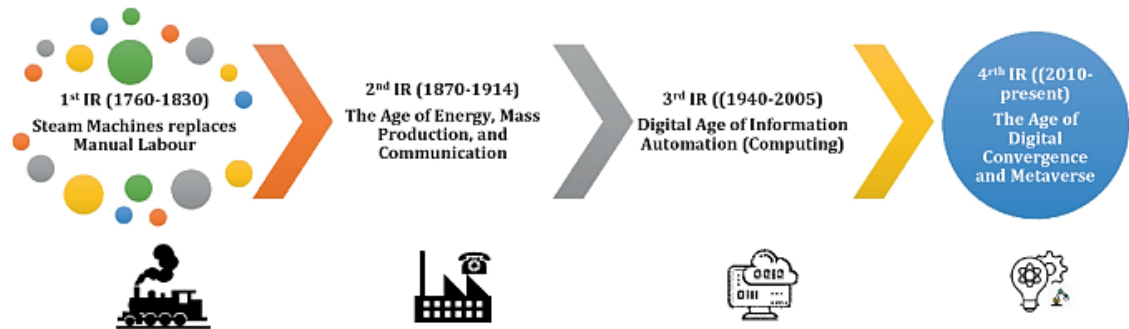 1st IR (1760-1830)
Steam Machines replaces
Manual Labour
2nd IR (1870-1914)
The Age of Energy, Mass
Production, and
Communication
3rd IR ((1940-2005)
Digital Age of Information
Automation (Computing)
4rth IR ((2010-
present)
The Age of
Digital
Convergence
and Metaverse